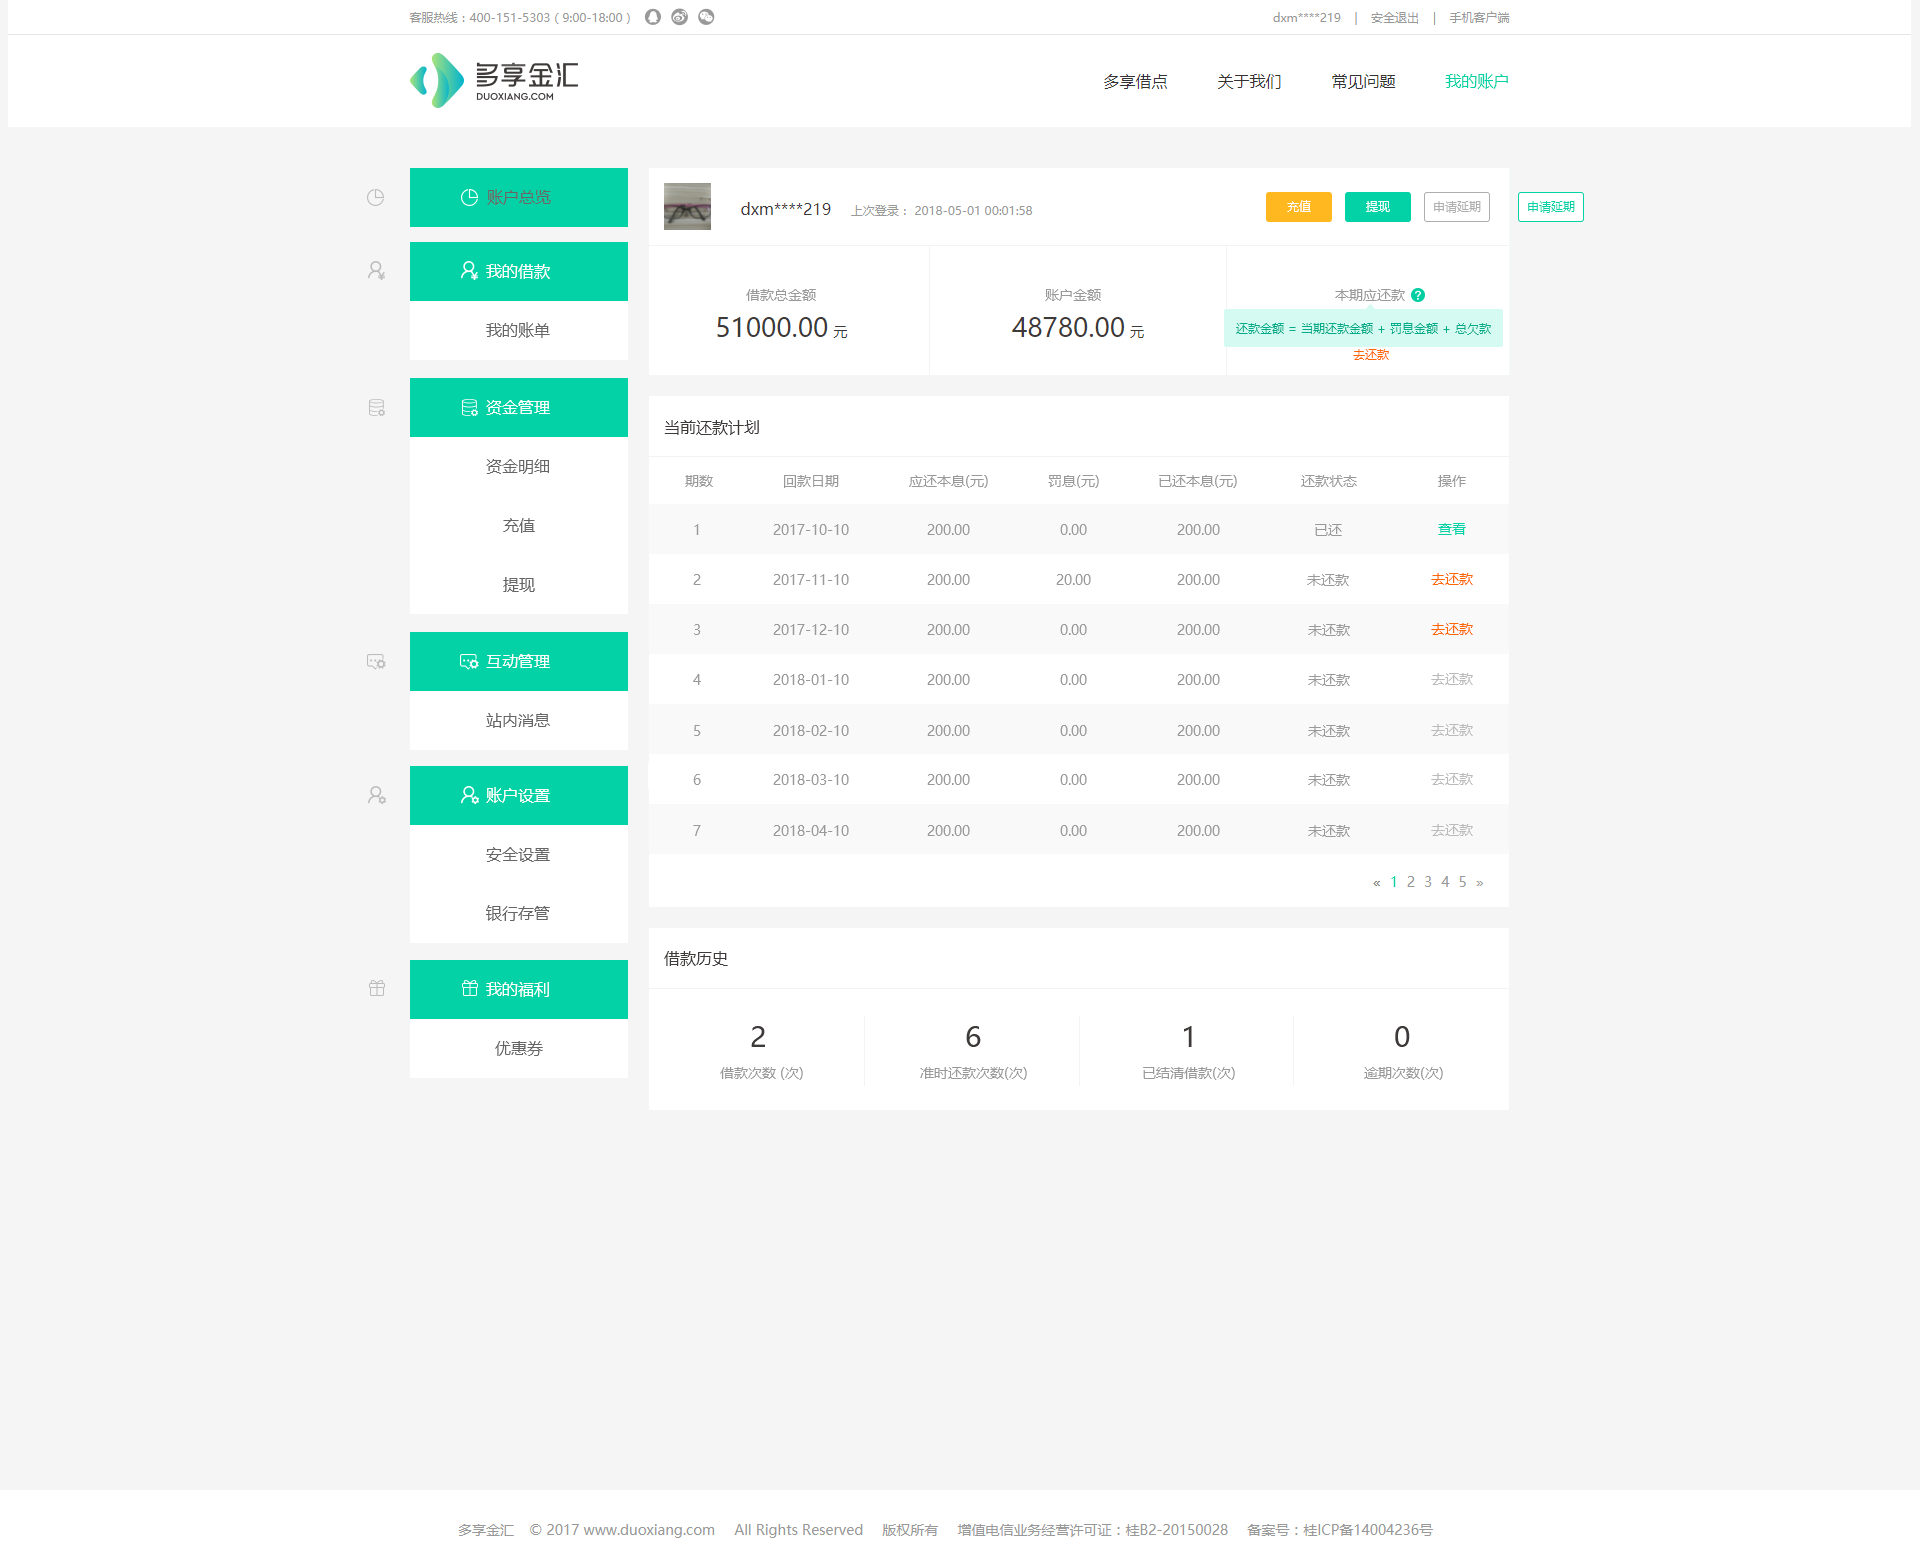 客服热线：400-151-5303 ( 9:00-18:00 )
dxm****219 | 安全退出 | 手机客户端
多享金汇
DUOXIANG.COM
多享借点 关于我们 常见问题 我的账户
账户总览
我的借款
我的账单
资金管理
资金明细
充值
提现
互动管理
站内消息
账户设置
安全设置
银行存管
我的福利
优惠券
dxm****219 上次登录： 2018-05-01 00:01:58
充值 提现 申请延期 申请延期
借款总金额 账户金额 本期应还款 ?
51000.00 元 48780.00 元
还款金额 = 当期还款金额 + 罚息金额 + 总欠款
去还款
当前还款计划
期数 回款日期 应还本息(元) 罚息(元) 已还本息(元) 还款状态 操作
1 2017-10-10 200.00 0.00 200.00 已还 查看
2 2017-11-10 200.00 20.00 200.00 未还款 去还款
3 2017-12-10 200.00 0.00 200.00 未还款 去还款
4 2018-01-10 200.00 0.00 200.00 未还款 去还款
5 2018-02-10 200.00 0.00 200.00 未还款 去还款
6 2018-03-10 200.00 0.00 200.00 未还款 去还款
7 2018-04-10 200.00 0.00 200.00 未还款 去还款
« 1 2 3 4 5 »
借款历史
2 6 1 0
借款次数 (次) 准时还款次数(次) 已结清借款(次) 逾期次数(次)
多享金汇 © 2017 www.duoxiang.com All Rights Reserved 版权所有 增值电信业务经营许可证：桂B2-20150028 备案号：桂ICP备14004236号